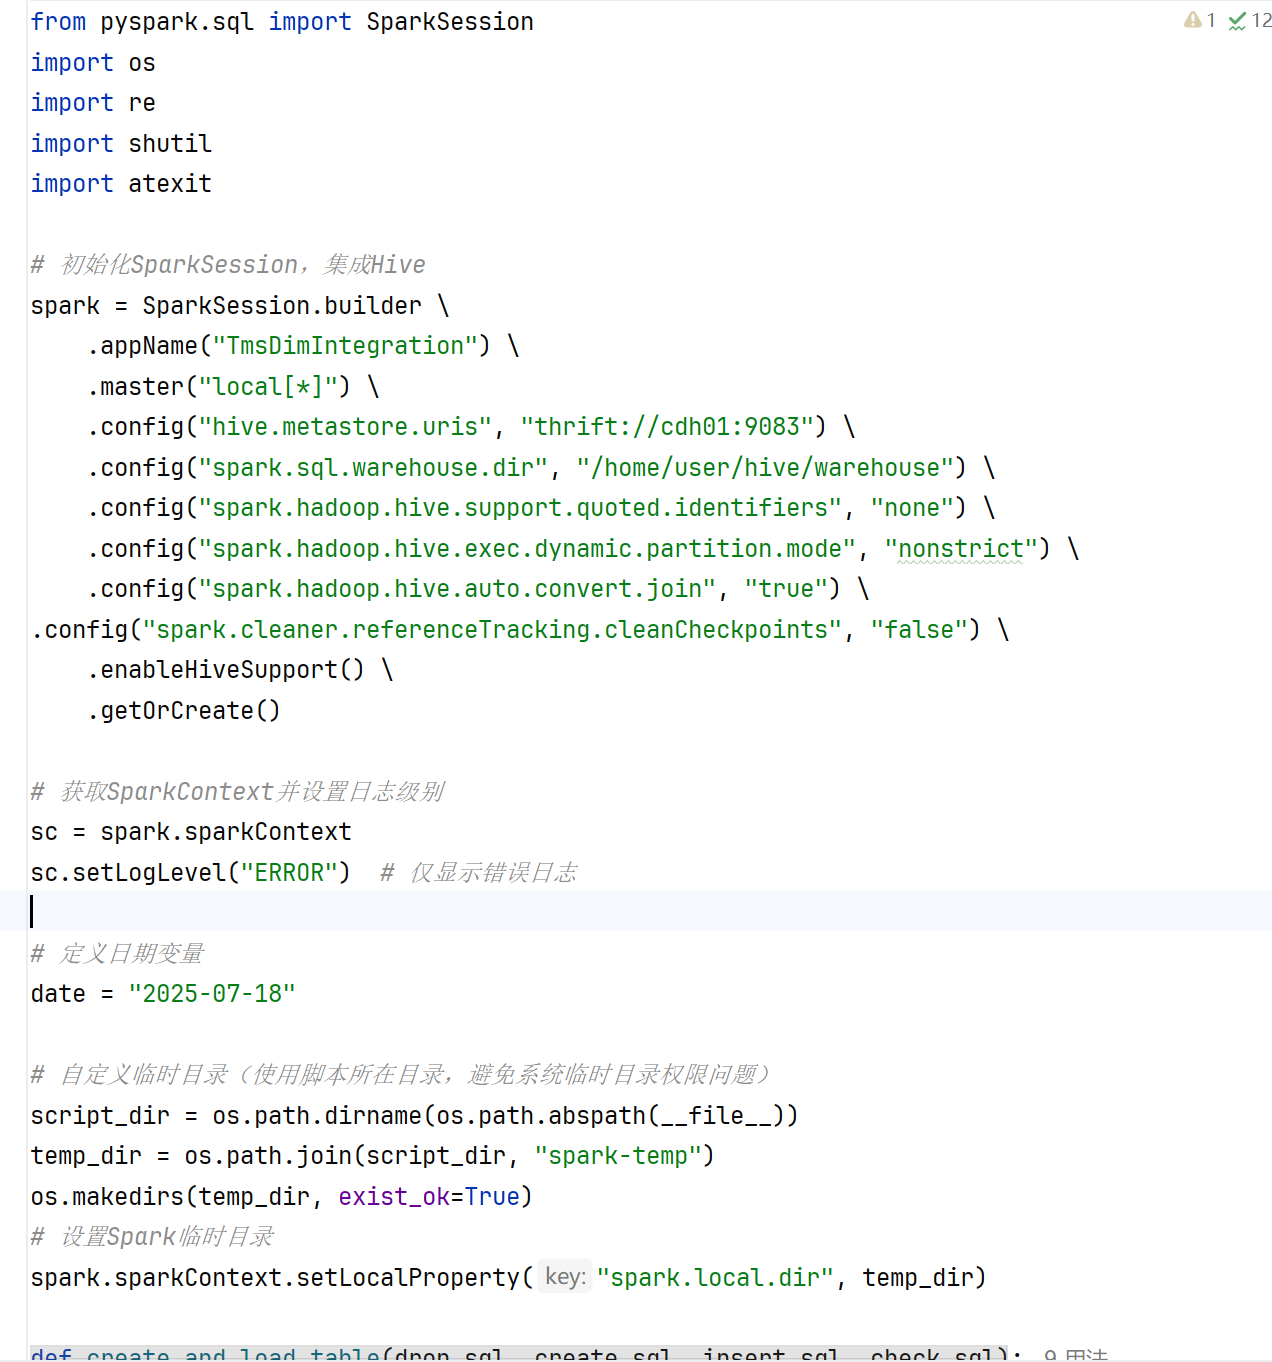 from pyspark.sql import SparkSession
1 12
import os
import re
import shutil
import atexit
# 初始化SparkSession，集成Hive
spark = SparkSession.builder \
.appName("TmsDimIntegration") \
.master("local[*]") \
.config("hive.metastore.uris", "thrift://cdh01:9083") \
.config("spark.sql.warehouse.dir", "/home/user/hive/warehouse") \
.config("spark.hadoop.hive.support.quoted.identifiers", "none") \
.config("spark.hadoop.hive.exec.dynamic.partition.mode", "nonstrict") \
.config("spark.hadoop.hive.auto.convert.join", "true") \
.config("spark.cleaner.referenceTracking.cleanCheckpoints", "false") \
.enableHiveSupport() \
.getOrCreate()
# 获取SparkContext并设置日志级别
sc = spark.sparkContext
sc.setLogLevel("ERROR")  # 仅显示错误日志
# 定义日期变量
date = "2025-07-18"
# 自定义临时目录（使用脚本所在目录，避免系统临时目录权限问题）
script_dir = os.path.dirname(os.path.abspath(__file__))
temp_dir = os.path.join(script_dir, "spark-temp")
os.makedirs(temp_dir, exist_ok=True)
# 设置Spark临时目录
spark.sparkContext.setLocalProperty( key: "spark.local.dir", temp_dir)
def create_and_load_table(drop_sql, create_sql, insert_sql, check_sql): 9 用法